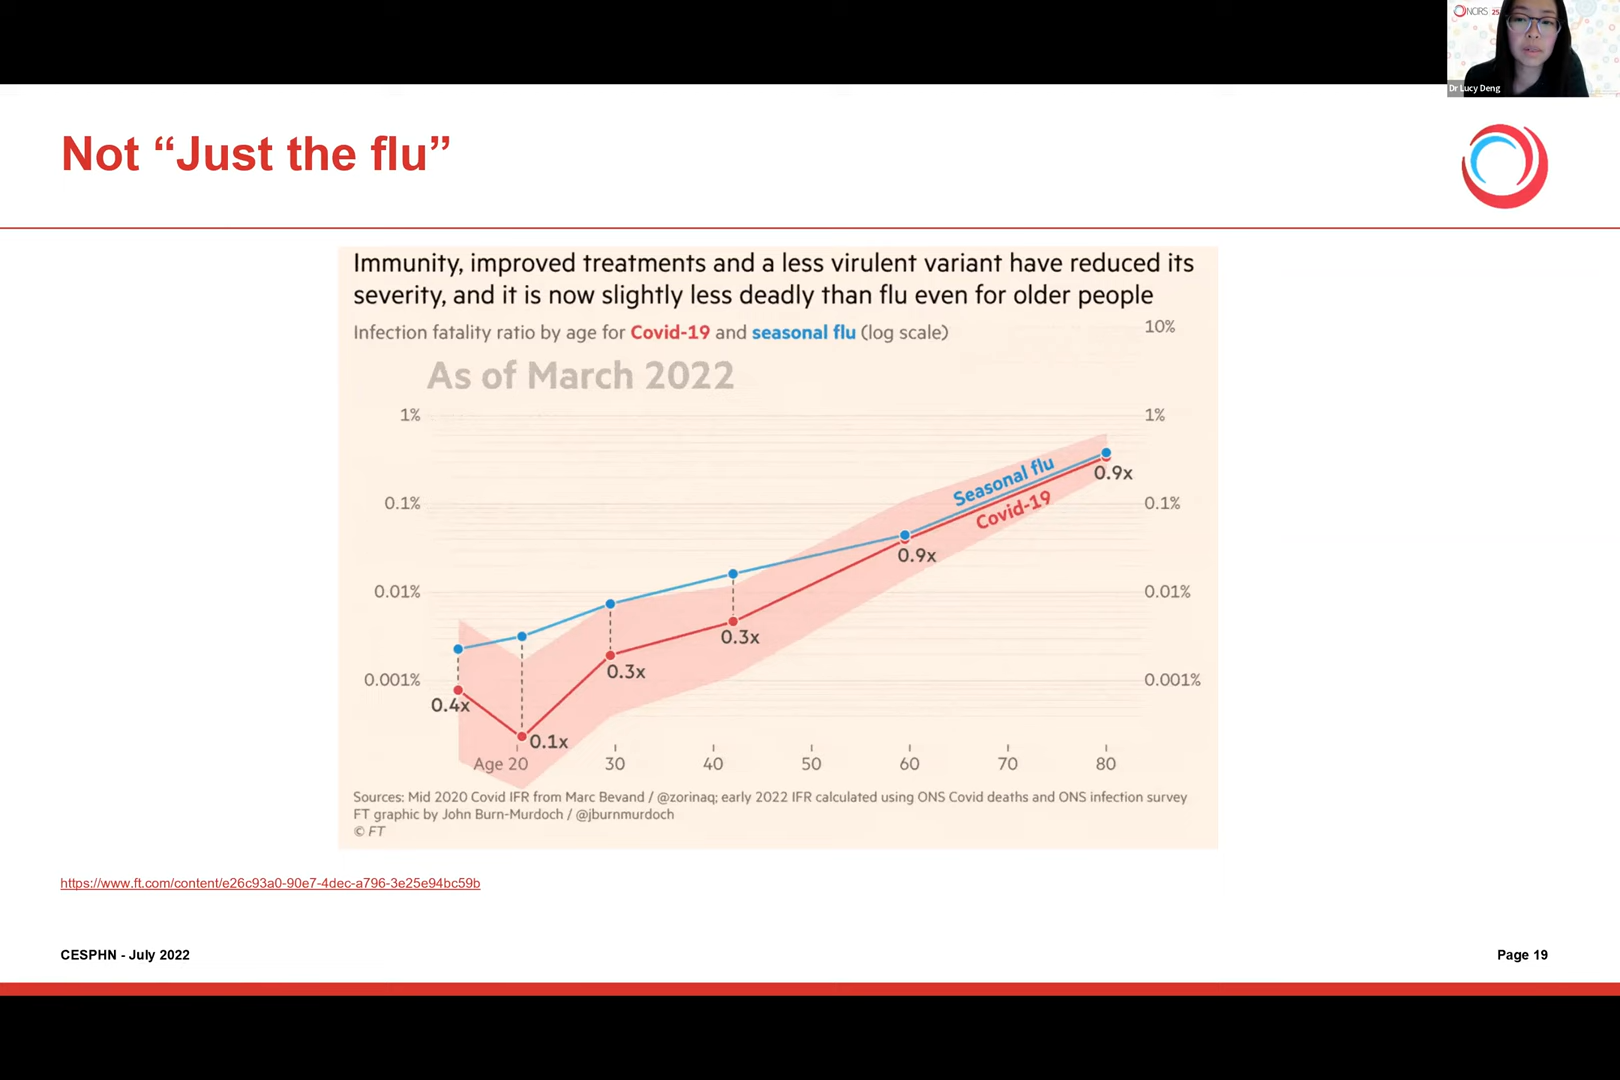 NCIRS 25
Dr Lucy Deng
Not “Just the flu”
Immunity, improved treatments and a less virulent variant have reduced its
severity, and it is now slightly less deadly than flu even for older people
Infection fatality ratio by age for Covid-19 and seasonal flu (log scale)
10%
As of March 2022
1%
1%
Seasonal flu
0.9x
0.1%
0.1%
Covid-19
0.9x
0.01%
0.01%
0.3x
0.3x
0.001%
0.001%
0.4x
0.1x
Age 20
30
40
50
60
70
80
Sources: Mid 2020 Covid IFR from Marc Bevand / @zorinaq; early 2022 IFR calculated using ONS Covid deaths and ONS infection survey
FT graphic by John Burn-Murdoch / @jburnmurdoch
© FT
https://www.ft.com/content/e26c93a0-90e7-4dec-a796-3e25e94bc59b
CESPHN - July 2022
Page 19